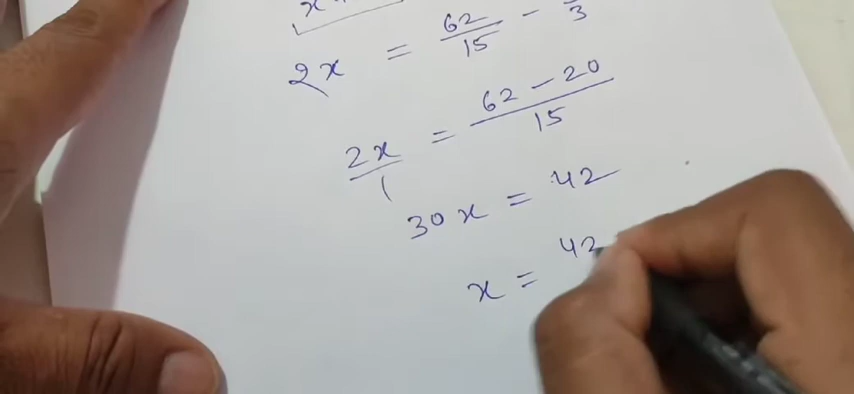 2x = 62/15 - /3
2x/1 = 62-20/15
30x = 42
x = 42